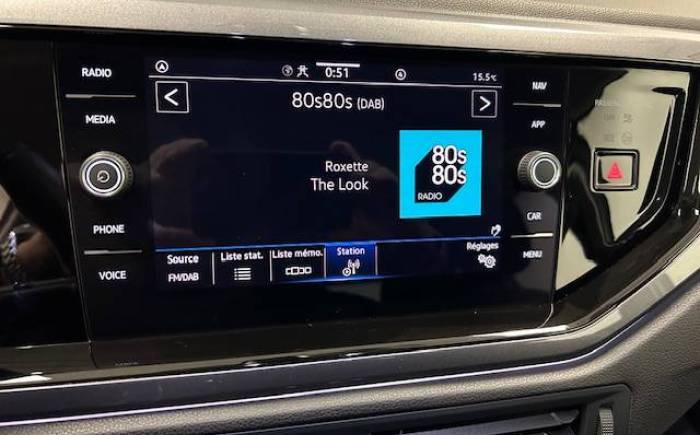 RADIO
MEDIA
PHONE
VOICE
0:51
15.5°C
80s80s (DAB)
Roxette
The Look
80s
80s
RADIO
Source
FM/DAB
Liste stat.
Liste mémo.
Station
Réglages
NAV
APP
CAR
MENU